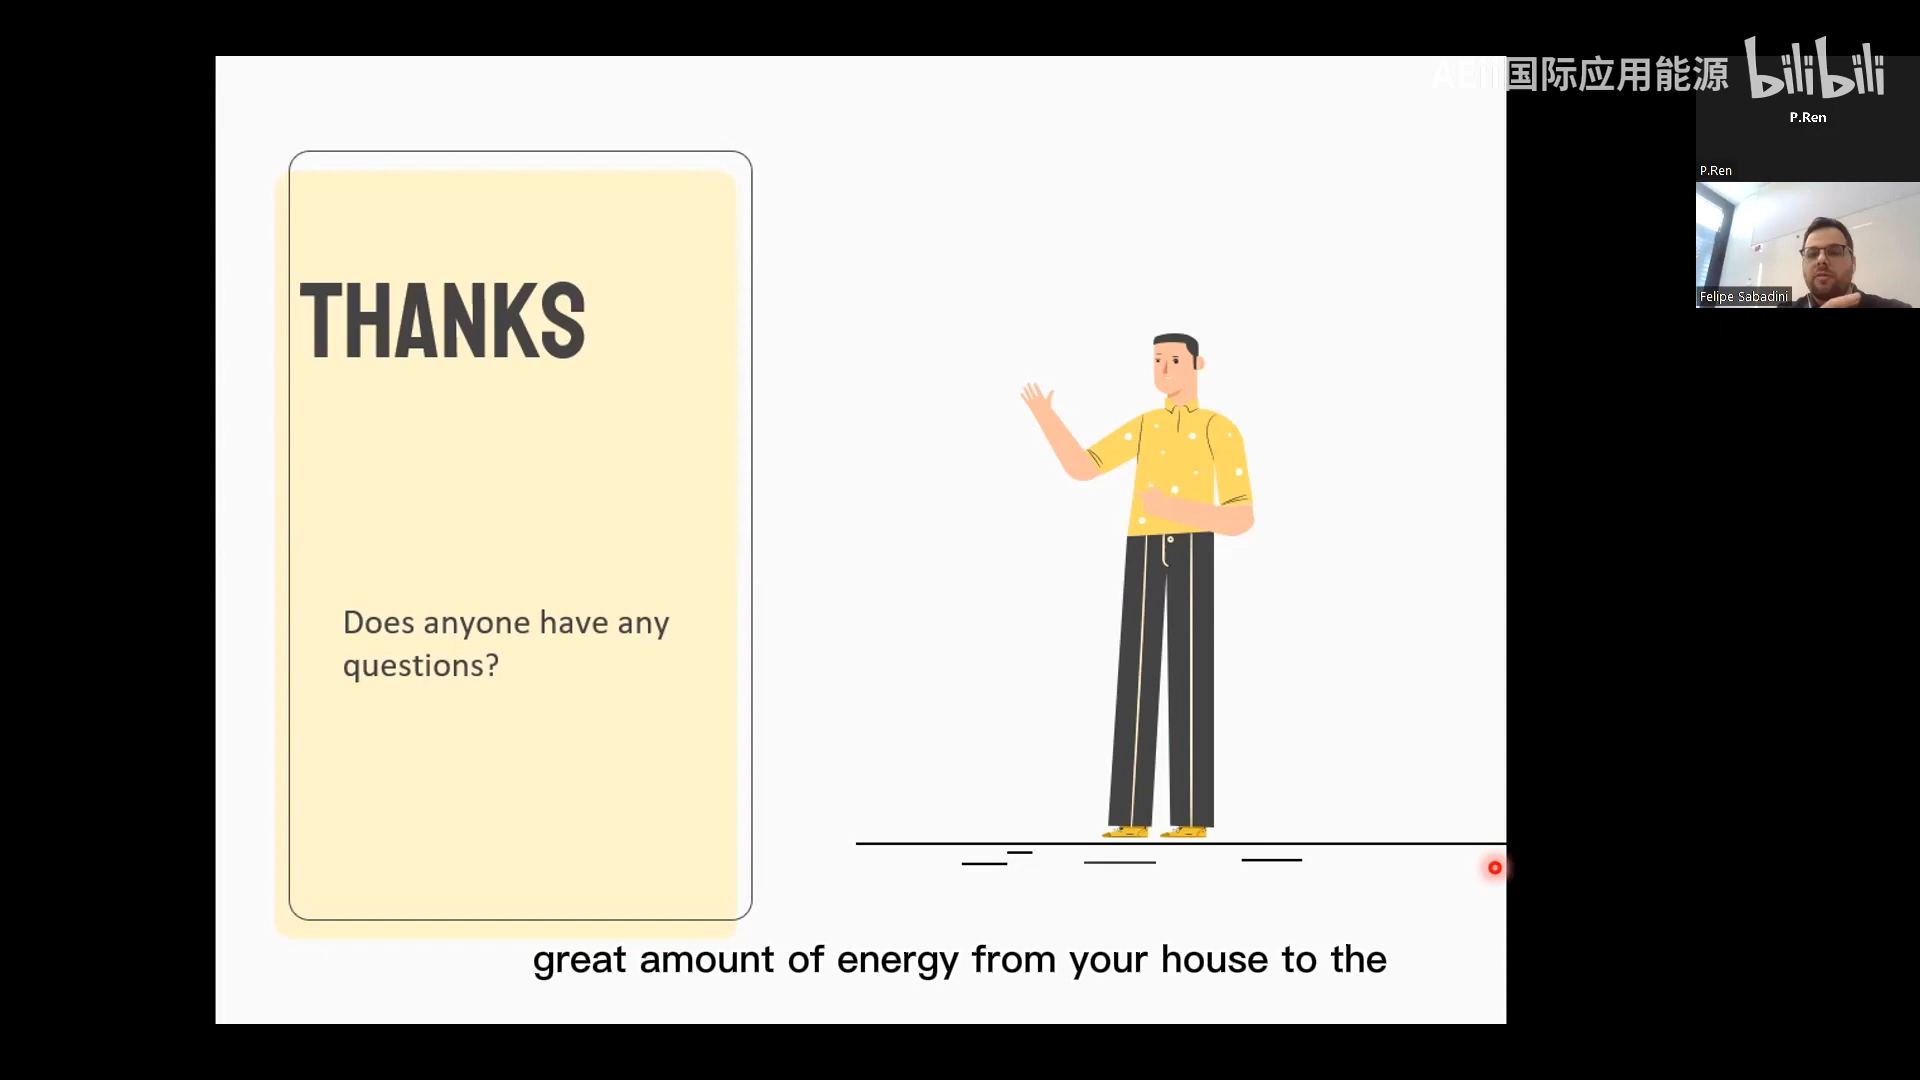 AEii国际应用能源
bilibili
P.Ren
P.Ren
Felipe Sabadini
THANKS
Does anyone have any
questions?
great amount of energy from your house to the